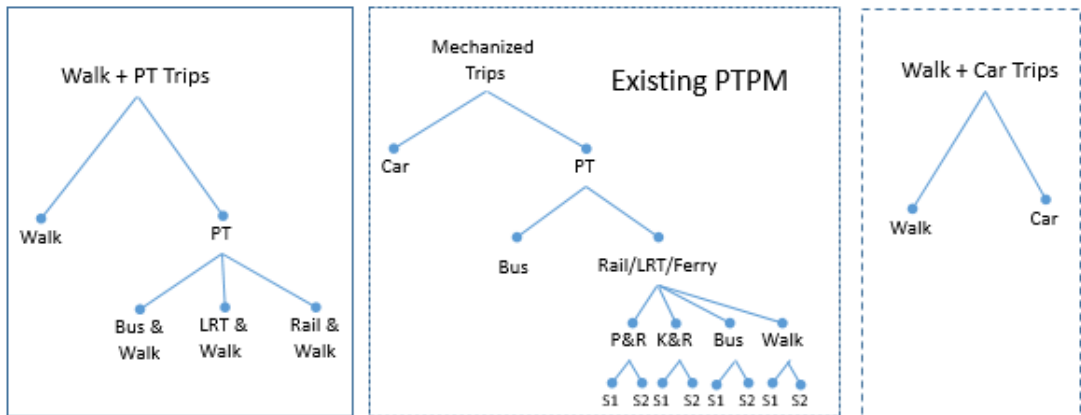 Walk + PT Trips
Walk
PT
Bus &
Walk
LRT &
Walk
Rail &
Walk
Mechanized
Trips
Existing PTPM
Car
PT
Bus
Rail/LRT/Ferry
P&R
K&R
Bus
Walk
S1
S2
S1
S2
S1
S2
S1
S2
Walk + Car Trips
Walk
Car